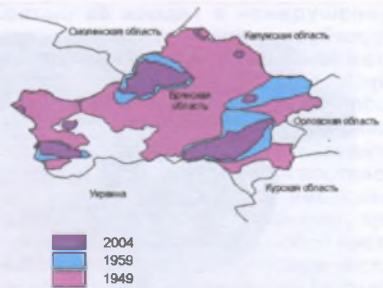 Смоленская область
Калужская область
Брянская
область
Орловская область
Украина
Курская область
2004
1959
1949